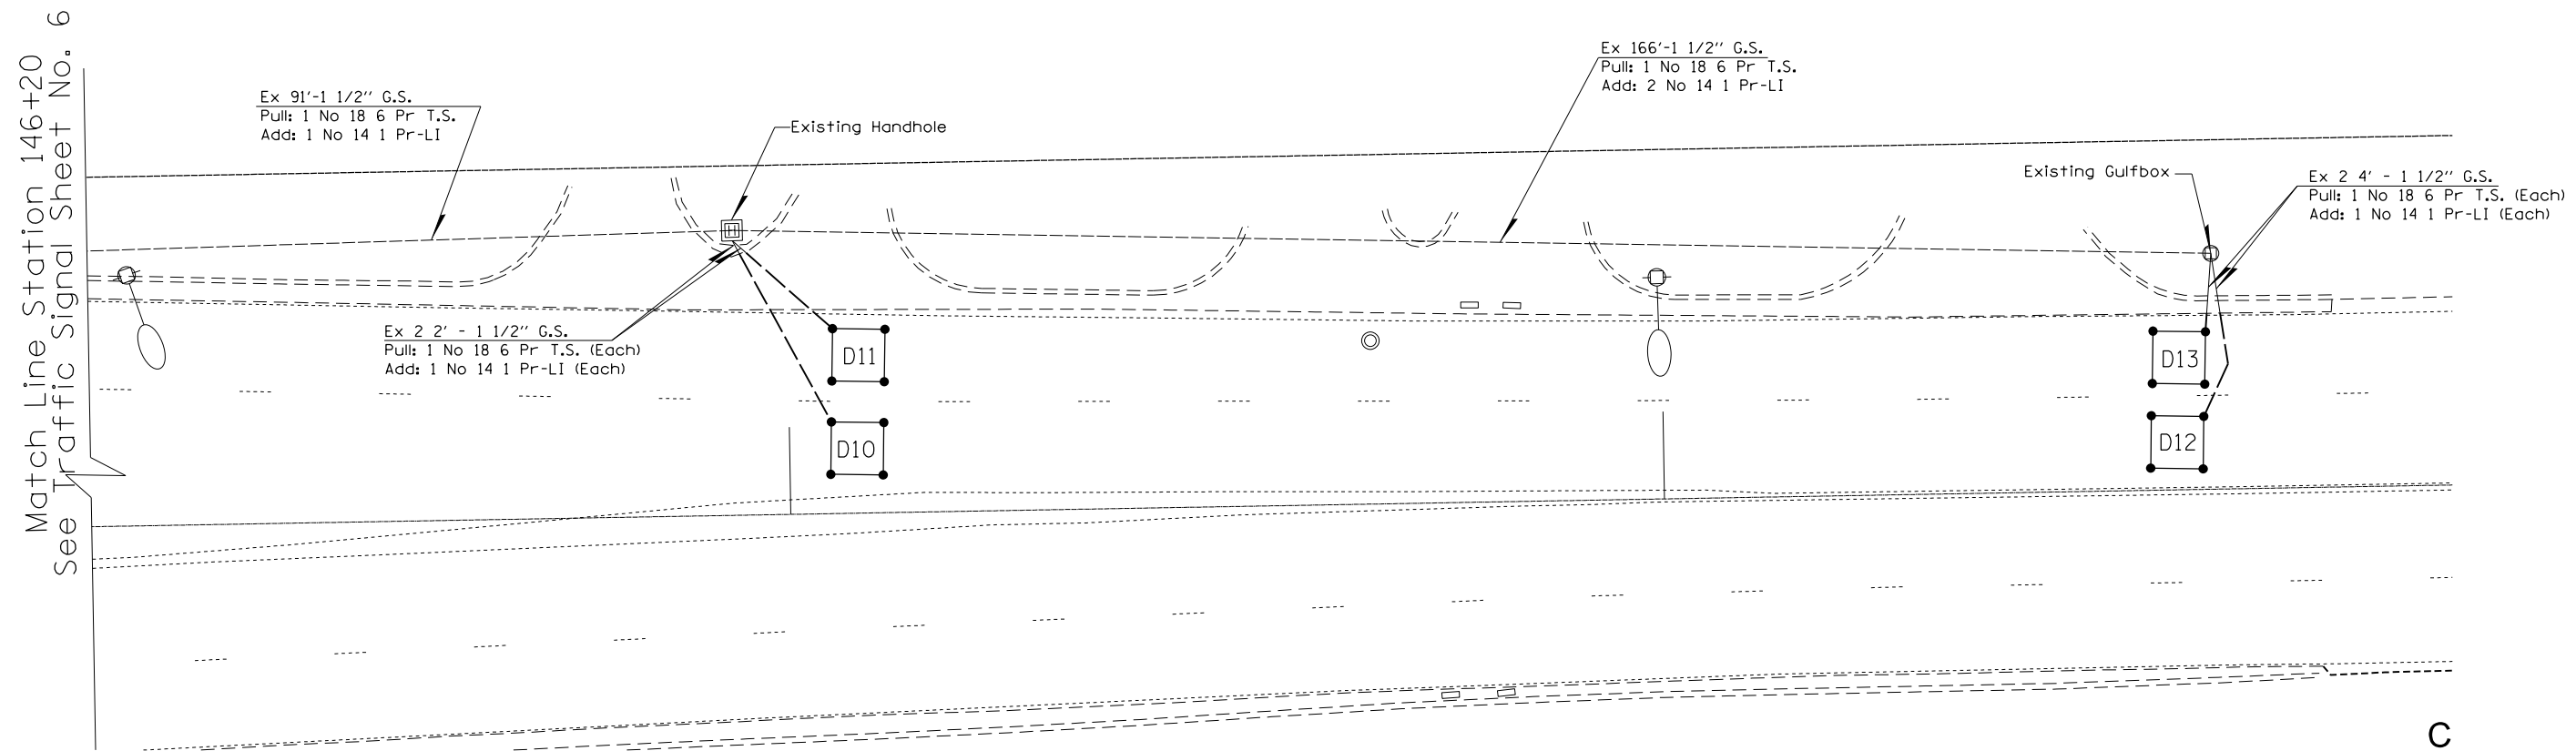 Match Line Station 146+20
See Traffic Signal Sheet No. 6
Ex 91'-1 1/2" G.S.
Pull: 1 No 18 6 Pr T.S.
Add: 1 No 14 1 Pr-LI
Existing Handhole
H
Ex 166'-1 1/2" G.S.
Pull: 1 No 18 6 Pr T.S.
Add: 2 No 14 1 Pr-LI
Existing Gulfbox
Ex 2 4' - 1 1/2" G.S.
Pull: 1 No 18 6 Pr T.S. (Each)
Add: 1 No 14 1 Pr-LI (Each)
Ex 2 2' - 1 1/2" G.S.
Pull: 1 No 18 6 Pr T.S. (Each)
Add: 1 No 14 1 Pr-LI (Each)
D11
D10
D13
D12
C